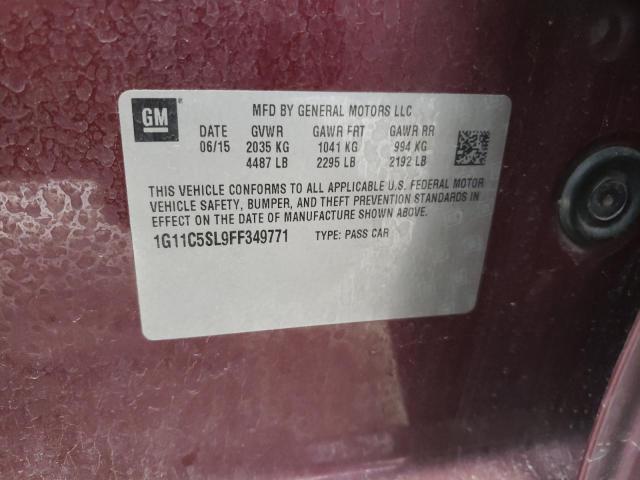 GM
MFD BY GENERAL MOTORS LLC
DATE GVWR GAWR FRT GAWR RR
06/15 2035 KG 1041 KG 994 KG
4487 LB 2295 LB 2192 LB
THIS VEHICLE CONFORMS TO ALL APPLICABLE U.S. FEDERAL MOTOR
VEHICLE SAFETY, BUMPER, AND THEFT PREVENTION STANDARDS IN
EFFECT ON THE DATE OF MANUFACTURE SHOWN ABOVE.
1G11C5SL9FF349771 TYPE: PASS CAR